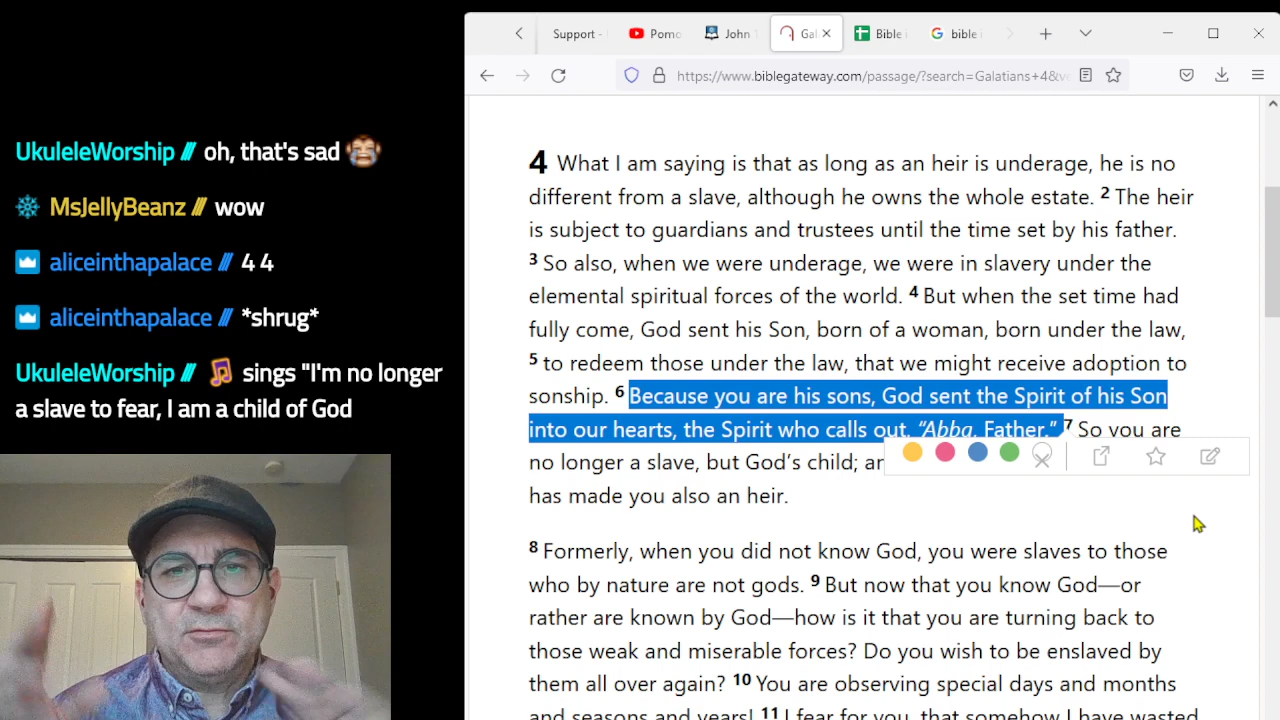 UkuleleWorship /// oh, that's sad
MsJellyBeanz /// wow
aliceinthapalace /// 4 4
aliceinthapalace /// *shrug*
UkuleleWorship /// sings "I'm no longer
a slave to fear, I am a child of God
Support -
Pomo
John
Gal
Bible
bible
https://www.biblegateway.com/passage/?search=Galatians+4&v
4 What I am saying is that as long as an heir is underage, he is no
different from a slave, although he owns the whole estate. 2 The heir
is subject to guardians and trustees until the time set by his father.
3 So also, when we were underage, we were in slavery under the
elemental spiritual forces of the world. 4 But when the set time had
fully come, God sent his Son, born of a woman, born under the law,
5 to redeem those under the law, that we might receive adoption to
sonship. 6 Because you are his sons, God sent the Spirit of his Son
into our hearts, the Spirit who calls out, “Abba, Father.” 7 So you are
no longer a slave, but God’s child; an
has made you also an heir.
8 Formerly, when you did not know God, you were slaves to those
who by nature are not gods. 9 But now that you know God—or
rather are known by God—how is it that you are turning back to
those weak and miserable forces? Do you wish to be enslaved by
them all over again? 10 You are observing special days and months
and seasons and years! 11 I fear for you, that somehow I have wasted